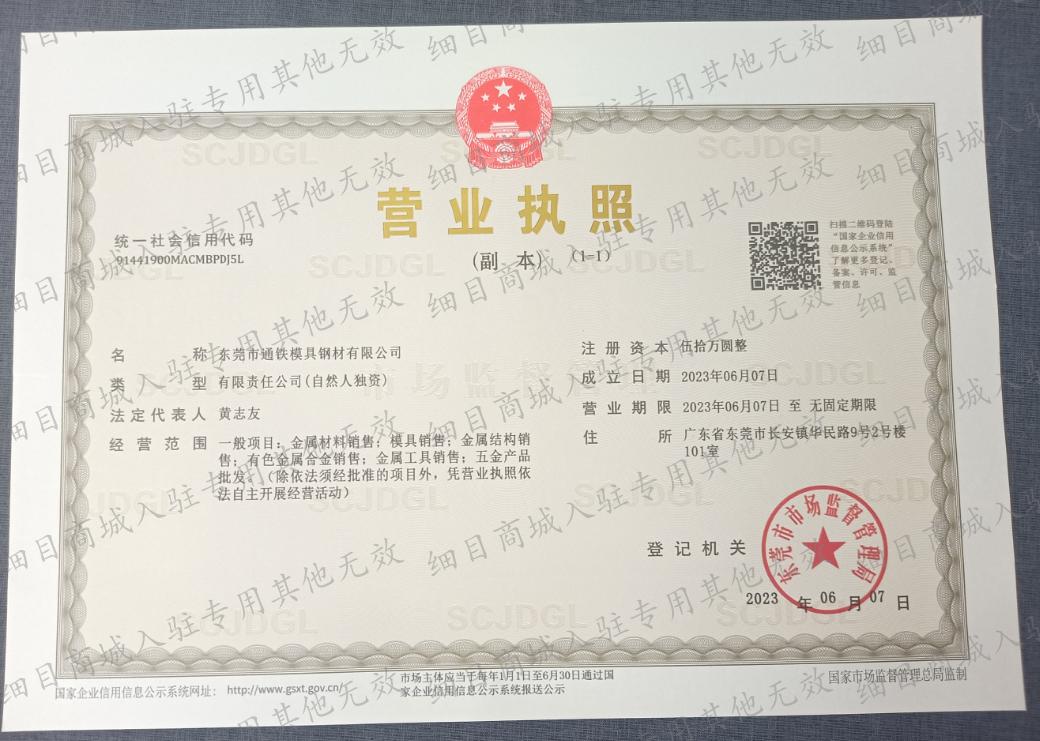 营业执照
(副 本) (1-1)
统一社会信用代码
91441900MACMBPDJ5L
扫描二维码登陆
“国家企业信用
信息公示系统”
了解更多登记、
备案、许可、监
管信息
名 称 东莞市通铁模具钢材有限公司
类 型 有限责任公司(自然人独资)
法定代表人 黄志友
经营范围 一般项目：金属材料销售；模具销售；金属结构销
售；有色金属合金销售；金属工具销售；五金产品
批发。（除依法须经批准的项目外，凭营业执照依
法自主开展经营活动）
注册资本 伍拾万圆整
成立日期 2023年06月07日
营业期限 2023年06月07日 至 无固定期限
住 所 广东省东莞市长安镇华民路9号2号楼
101室
登记机关
东莞市市场监督管理局
2023 年 06 月 07 日
国家企业信用信息公示系统网址： http://www.gsxt.gov.cn/
市场主体应当于每年1月1日至6月30日通过国
家企业信用信息公示系统报送公示
国家市场监督管理总局监制
SCJDGL
市场监督管理
细目商城入驻专用其他无效